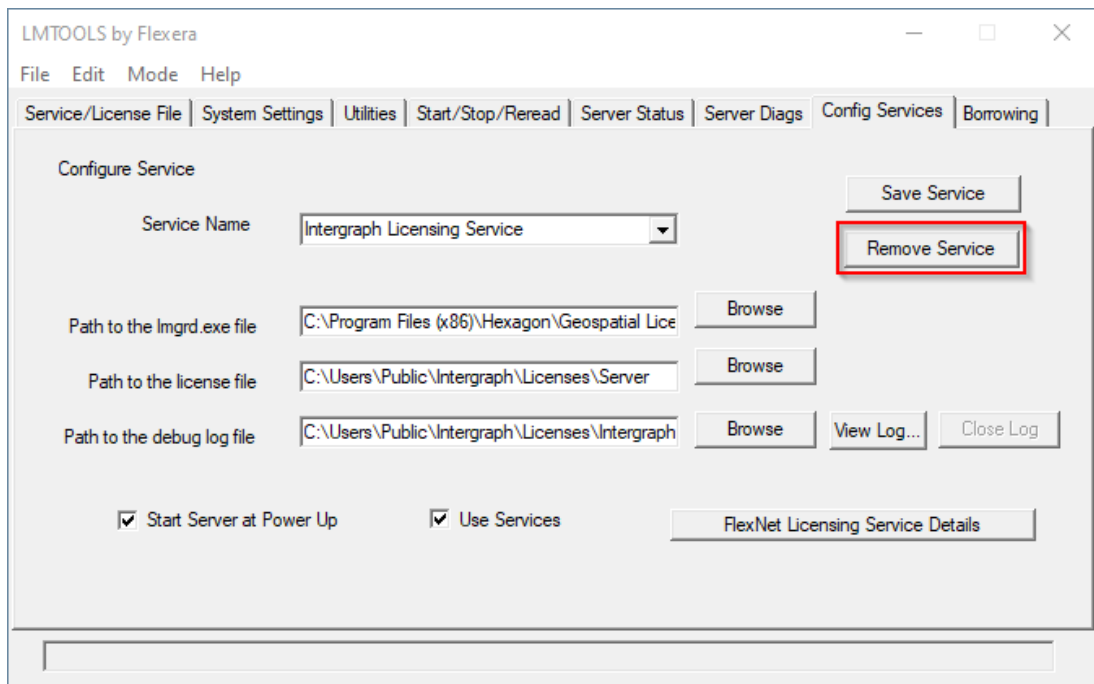 LMTOOLS by Flexera
File Edit Mode Help
Service/License File System Settings Utilities Start/Stop/Reread Server Status Server Diags Config Services Borrowing
Configure Service
Save Service
Service Name Intergraph Licensing Service
Remove Service
Path to the lmgrd.exe file C:\Program Files (x86)\Hexagon\Geospatial Lice Browse
Path to the license file C:\Users\Public\Intergraph\Licenses\Server Browse
Path to the debug log file C:\Users\Public\Intergraph\Licenses\Intergraph Browse View Log... Close Log
Start Server at Power Up Use Services FlexNet Licensing Service Details